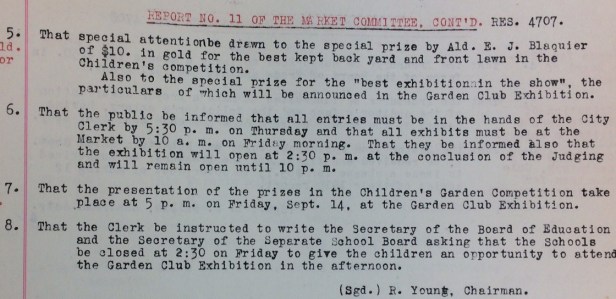 REPORT NO. 11 OF THE MARKET COMMITTEE, CONT'D. RES. 4707.
5. That special attentionbe drawn to the special prize by Ald. E. J. Blaquier
ld. of $10. in gold for the best kept back yard and front lawn in the
or Children's competition.
Also to the special prize for the "best exhibition in the show", the
particulars of which will be announced in the Garden Club Exhibition.
6. That the public be informed that all entries must be in the hands of the City
Clerk by 5:30 p. m. on Thursday and that all exhibits must be at the
Market by 10 a. m. on Friday morning. That they be informed also that
the exhibition will open at 2:30 p. m. at the conclusion of the Judging
and will remain open until 10 p. m.
7. That the presentation of the prizes in the Children's Garden Competition take
place at 5 p. m. on Friday, Sept. 14, at the Garden Club Exhibition.
8. That the Clerk be instructed to write the Secretary of the Board of Education
and the Secretary of the Separate School Board asking that the Schools
be closed at 2:30 on Friday to give the children an opportunity to attend
the Garden Club Exhibition in the afternoon.
(Sgd.) R. Young, Chairman.